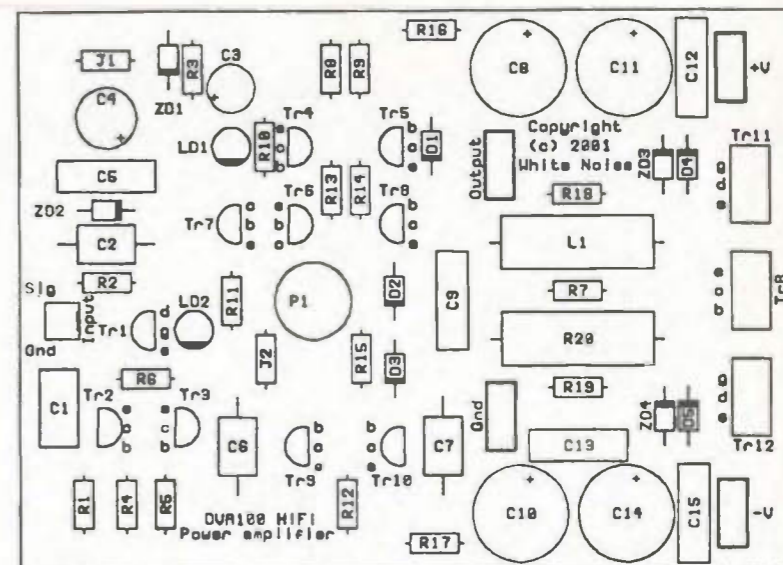 R16
J1
ZD1
R3
C3
+
R8
R9
C8
+
C11
+
C12
+V
C4
+
LD1
R10
Tr4
e
b
Tr5
b
c
e
D1
Copyright
(c) 2001
White Noise
Output
ZD3
D4
Tr11
g
d
s
C5
ZD2
Tr7
b
c
e
Tr6
e
c
b
R13
R14
Tr8
b
c
e
R18
C2
L1
R2
Sig
Input
Gnd
Tr1
d
g
s
LD2
R11
P1
D2
C9
R7
e
c
b
J2
R15
D3
R20
C1
R6
Tr2
e
c
b
Tr3
e
c
b
C6
Tr9
b
c
e
Tr10
b
c
e
C7
Gnd
R19
C13
ZD4
D5
g
d
s
Tr12
R1
R4
R5
DVA100 HiFi
Power amplifier
R12
R17
C10
+
C14
+
C15
-V